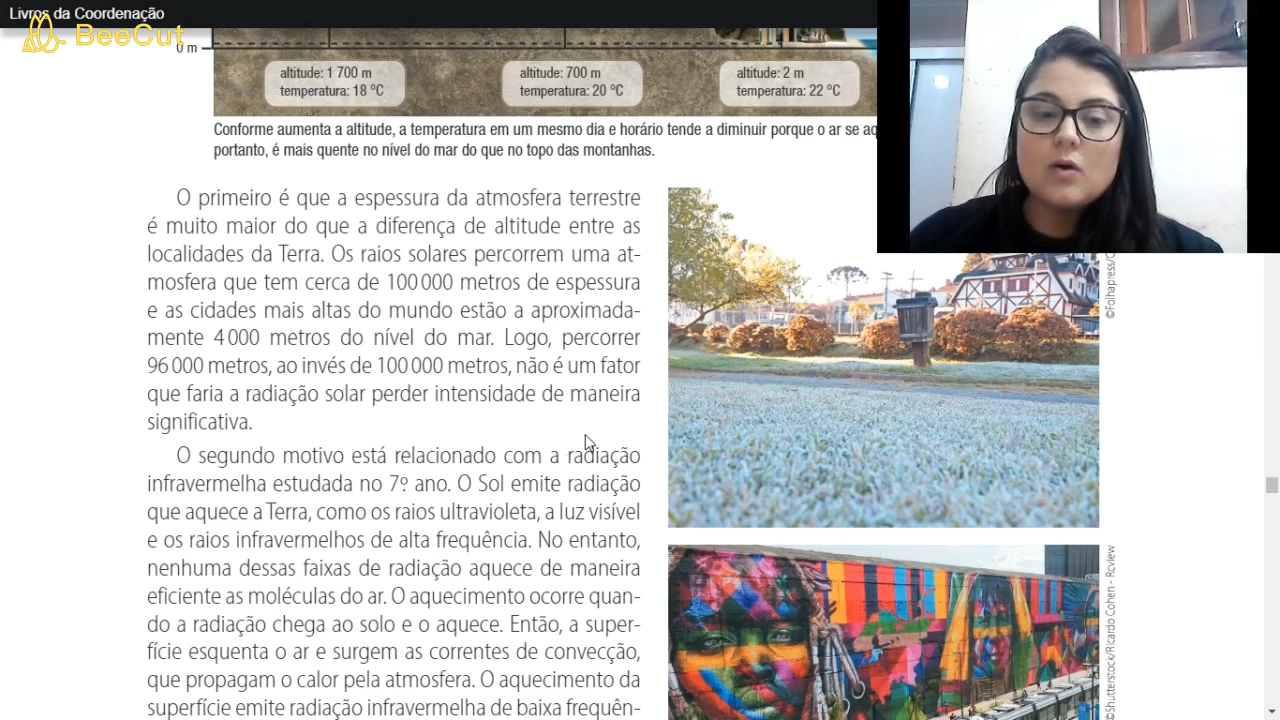 Livros da Coordenação
BeeCut
0 m
altitude: 1 700 m
temperatura: 18 ºC
altitude: 700 m
temperatura: 20 ºC
altitude: 2 m
temperatura: 22 ºC
Conforme aumenta a altitude, a temperatura em um mesmo dia e horário tende a diminuir porque o ar se aq
portanto, é mais quente no nível do mar do que no topo das montanhas.
O primeiro é que a espessura da atmosfera terrestre
é muito maior do que a diferença de altitude entre as
localidades da Terra. Os raios solares percorrem uma at-
mosfera que tem cerca de 100 000 metros de espessura
e as cidades mais altas do mundo estão a aproximada-
mente 4 000 metros do nível do mar. Logo, percorrer
96 000 metros, ao invés de 100 000 metros, não é um fator
que faria a radiação solar perder intensidade de maneira
significativa.
O segundo motivo está relacionado com a radiação
infravermelha estudada no 7º. ano. O Sol emite radiação
que aquece a Terra, como os raios ultravioleta, a luz visível
e os raios infravermelhos de alta frequência. No entanto,
nenhuma dessas faixas de radiação aquece de maneira
eficiente as moléculas do ar. O aquecimento ocorre quan-
do a radiação chega ao solo e o aquece. Então, a super-
fície esquenta o ar e surgem as correntes de convecção,
que propagam o calor pela atmosfera. O aquecimento da
superfície emite radiação infravermelha de baixa frequên-
©Folhapress/
©Shutterstock/Ricardo Cohen - Rcview